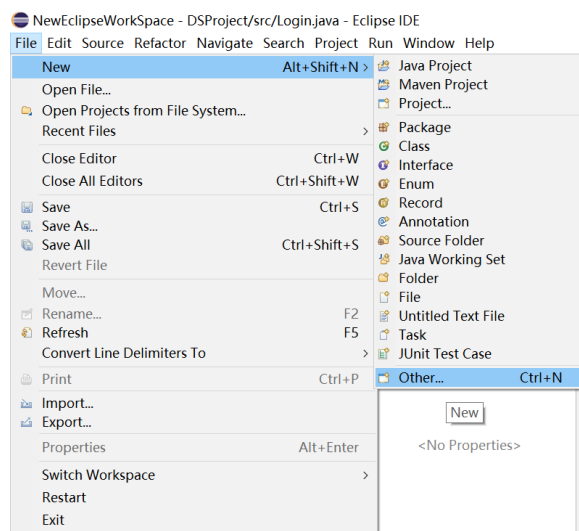 NewEclipseWorkSpace - DSProject/src/Login.java - Eclipse IDE
File Edit Source Refactor Navigate Search Project Run Window Help
New Alt+Shift+N >
Open File...
Open Projects from File System...
Recent Files >
Close Editor Ctrl+W
Close All Editors Ctrl+Shift+W
Save Ctrl+S
Save As...
Save All Ctrl+Shift+S
Revert File
Move...
Rename... F2
Refresh F5
Convert Line Delimiters To >
Print Ctrl+P
Import...
Export...
Properties Alt+Enter
Switch Workspace >
Restart
Exit
Java Project
Maven Project
Project...
Package
Class
Interface
Enum
Record
Annotation
Source Folder
Java Working Set
Folder
File
Untitled Text File
Task
JUnit Test Case
Other... Ctrl+N
New
<No Properties>